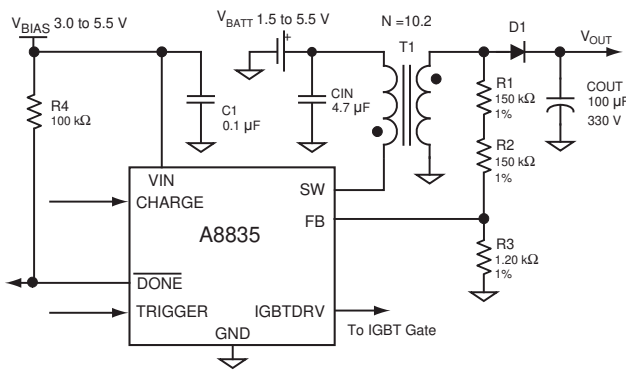 VBIAS 3.0 to 5.5 V
VBATT 1.5 to 5.5 V
+
N =10.2
T1
D1
VOUT
R4
100 kΩ
C1
0.1 µF
CIN
4.7 µF
R1
150 kΩ
1%
COUT
100 µF
330 V
R2
150 kΩ
1%
VIN
SW
CHARGE
FB
A8835
R3
1.20 kΩ
1%
DONE
TRIGGER
IGBTDRV
To IGBT Gate
GND